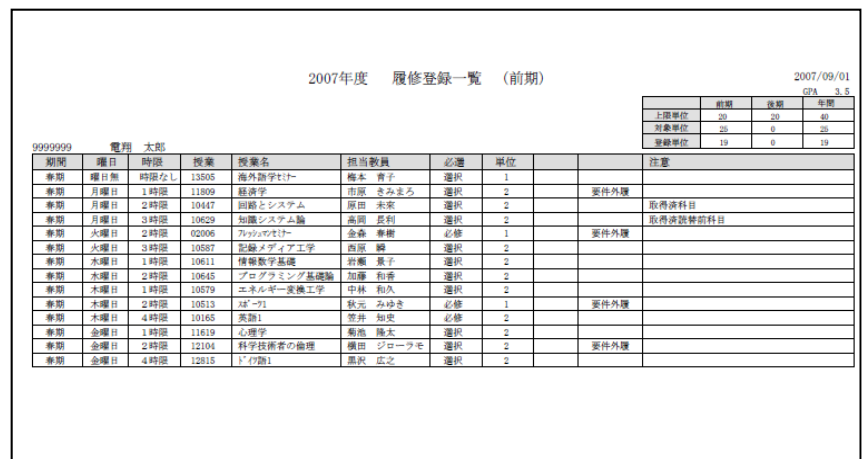 2007年度 履修登録一覧 (前期)
2007/09/01
GPA 3.5
前期 後期 年間
上限単位 20 20 40
対象単位 25 0 25
登録単位 19 0 19
9999999 電翔 太郎
期間 曜日 時限 授業 授業名 担当教員 必選 単位 注意
春期 曜日無 時限なし 13505 海外語学ｾﾐﾅｰ 梅本 育子 選択 1
春期 月曜日 1時限 11809 経済学 市原 きみまろ 選択 2 要件外履
春期 月曜日 2時限 10447 回路とシステム 原田 未來 選択 2 取得済科目
春期 月曜日 3時限 10629 知識システム論 高岡 長利 選択 2 取得済読替前科目
春期 火曜日 2時限 02006 ﾌﾚｯｼｭﾏﾝｾﾐﾅｰ 金森 春樹 必修 1 要件外履
春期 火曜日 3時限 10587 記録メディア工学 西原 瞬 選択 2
春期 水曜日 1時限 10611 情報数学基礎 岩瀬 景子 選択 2
春期 水曜日 2時限 10645 プログラミング基礎論 加藤 和香 選択 2
春期 木曜日 1時限 10579 エネルギー変換工学 中林 和久 選択 2
春期 木曜日 2時限 10513 ｽﾎﾟｰﾂ1 秋元 みゆき 必修 1 要件外履
春期 木曜日 4時限 10165 英語1 笠井 知史 必修 2
春期 金曜日 1時限 11619 心理学 菊池 隆太 選択 2
春期 金曜日 2時限 12104 科学技術者の倫理 横田 ジローラモ 選択 2 要件外履
春期 金曜日 4時限 12815 ﾄﾞｲﾂ語1 黒沢 広之 選択 2